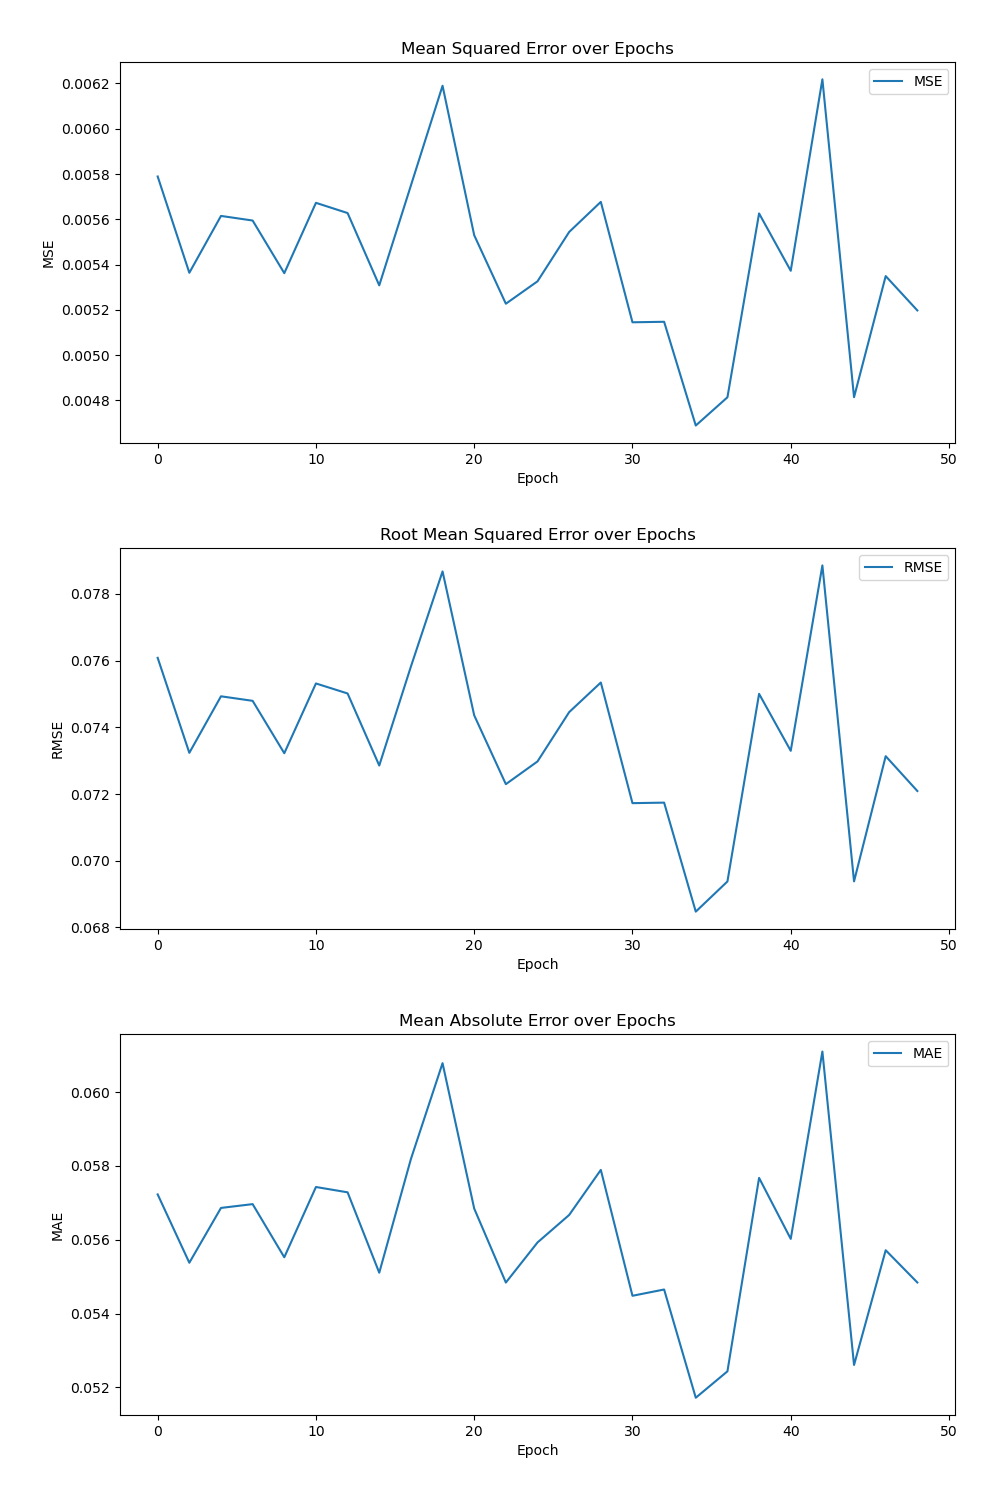 Mean Squared Error over Epochs
MSE
0.0062
0.0060
0.0058
0.0056
0.0054
0.0052
0.0050
0.0048
MSE
0 10 20 30 40 50
Epoch
Root Mean Squared Error over Epochs
RMSE
0.078
0.076
0.074
0.072
0.070
0.068
RMSE
0 10 20 30 40 50
Epoch
Mean Absolute Error over Epochs
MAE
0.060
0.058
0.056
0.054
0.052
MAE
0 10 20 30 40 50
Epoch